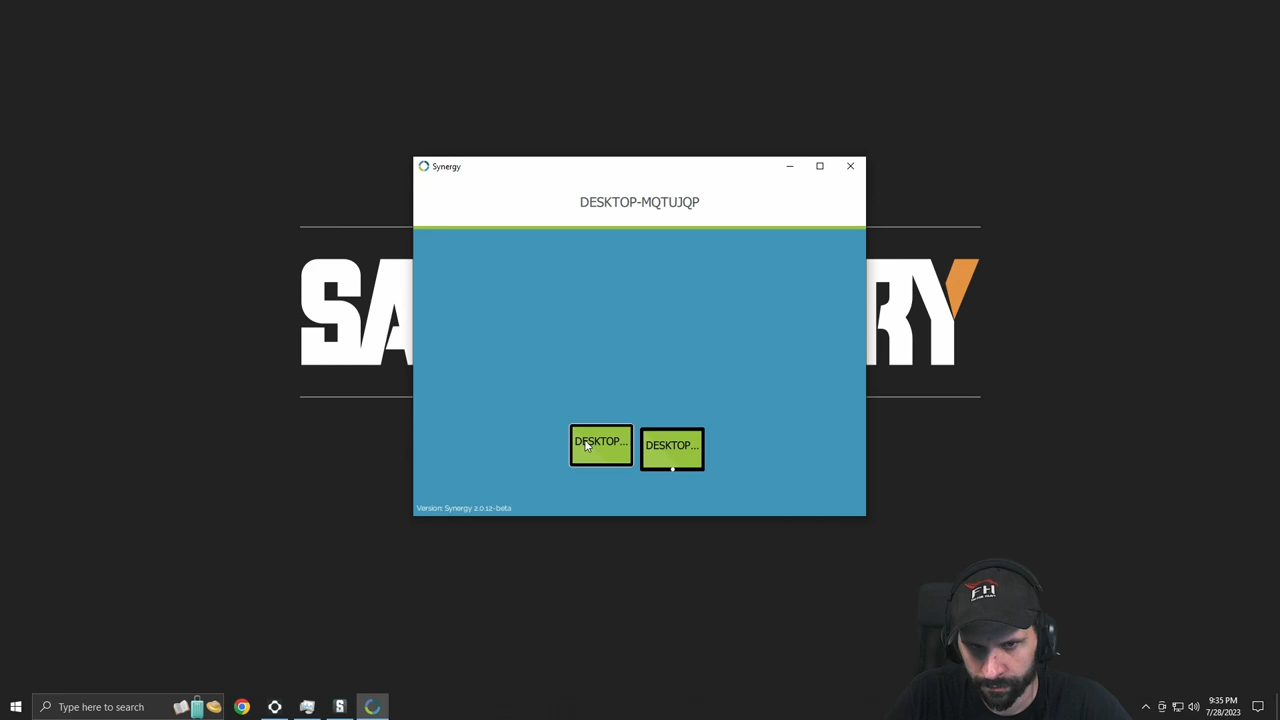 Synergy
DESKTOP-MQTUJQP
SA
RY
DESKTOP...
DESKTOP...
Version: Synergy 2.0.12-beta
FH
Type here to search
S
9:35 PM
7/28/2023